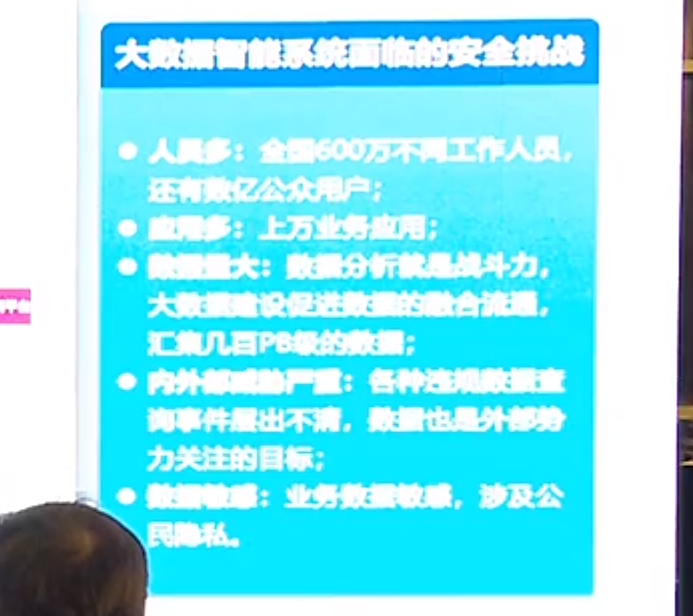 大数据智能系统面临的安全挑战
● 人员多：全国600万不同工作人员，
还有数亿公众用户；
● 应用多：上万业务应用；
● 数据量大：数据分析就是战斗力，
大数据建设促进数据的融合流通，
汇集几百PB级的数据；
● 内外部威胁严重：各种违规数据查
询事件层出不清，数据也是外部势
力关注的目标；
● 数据敏感：业务数据敏感，涉及公
民隐私。
平台